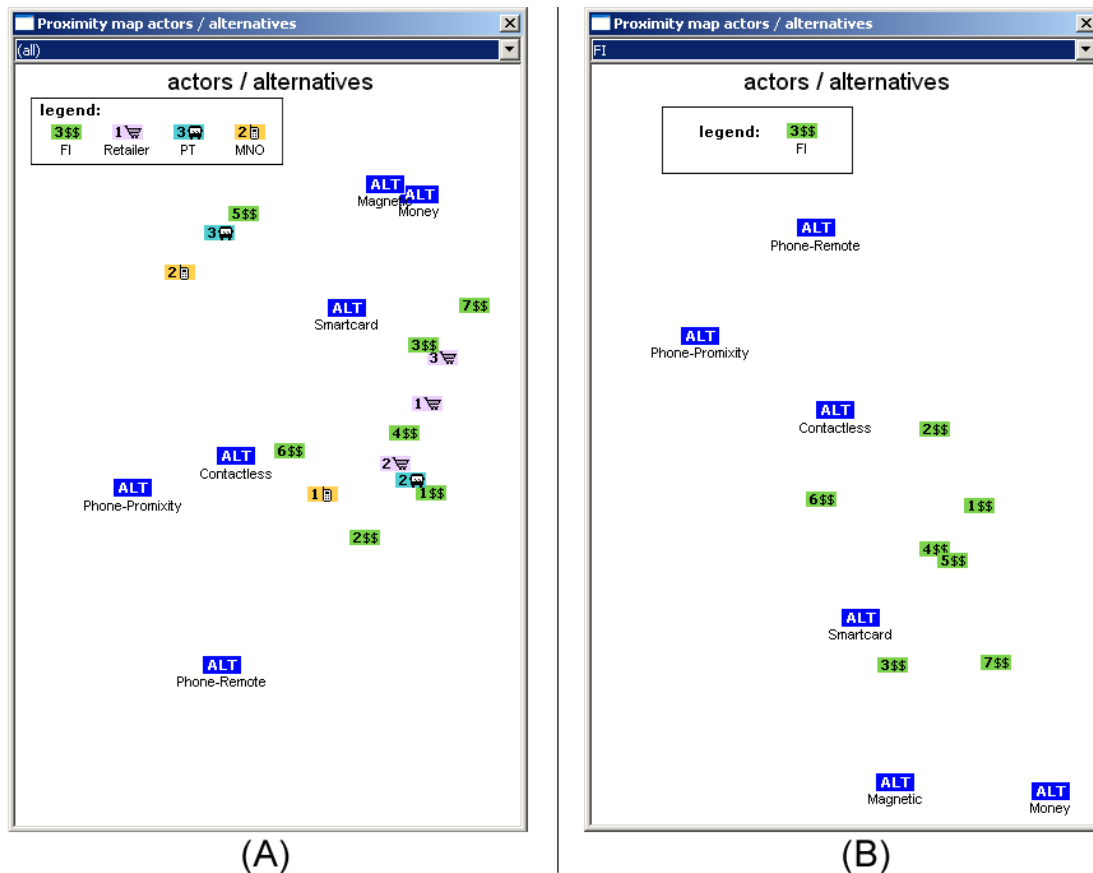 Proximity map actors / alternatives
(all)
actors / alternatives
legend:
3$$ 1 3 2
FI Retailer PT MNO
ALT
Magnetic
ALT
Money
5$$
3
2
ALT
Smartcard
7$$
3$$
3
1
4$$
6$$
ALT
Contactless
2
2
1$$
ALT
Phone-Promixity
1
2$$
ALT
Phone-Remote
(A)
Proximity map actors / alternatives
FI
actors / alternatives
legend: 3$$
FI
ALT
Phone-Remote
ALT
Phone-Promixity
ALT
Contactless
2$$
6$$
1$$
4$$
5$$
ALT
Smartcard
3$$
7$$
ALT
Magnetic
ALT
Money
(B)